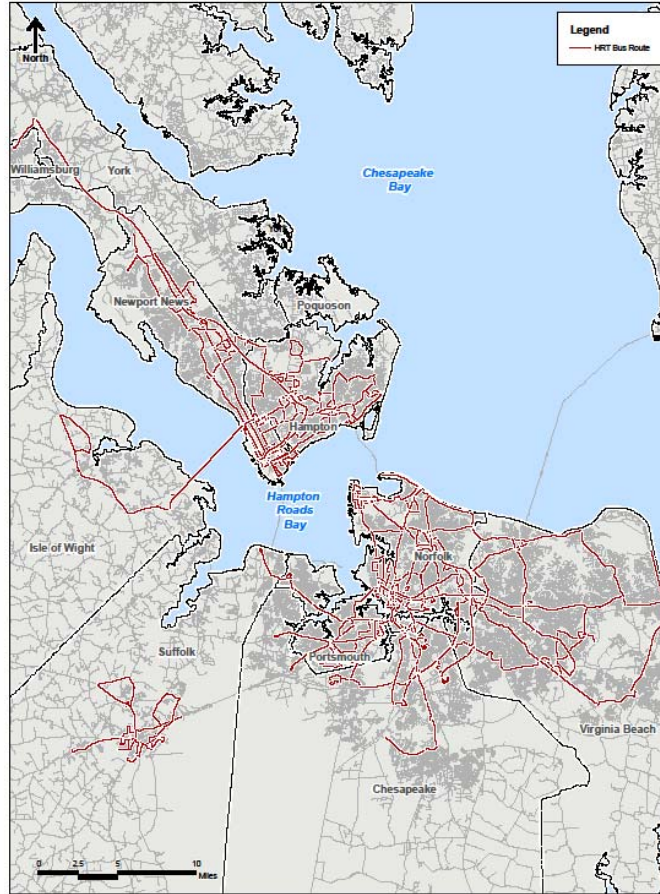 North
Legend
HRT Bus Route
Williamsburg
York
Chesapeake
Bay
Newport News
Poquoson
Hampton
Hampton
Roads
Bay
Isle of Wight
Norfolk
Suffolk
Portsmouth
Virginia Beach
Chesapeake
0 2.5 5 10
Miles